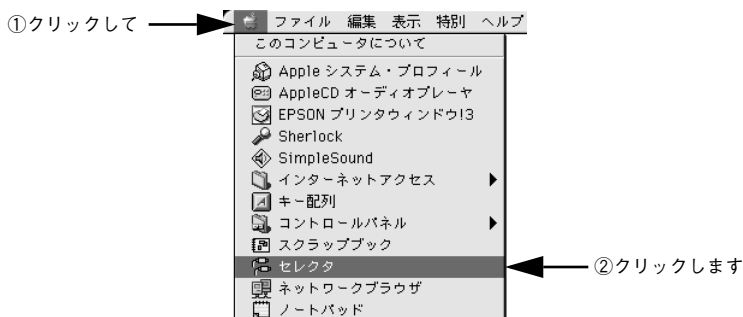 ①クリックして
ファイル 編集 表示 特別 ヘルプ
このコンピュータについて
Apple システム・プロフィール
AppleCD オーディオプレーヤ
EPSON プリンタウィンドウ!3
Sherlock
SimpleSound
インターネットアクセス
キー配列
コントロールパネル
スクラップブック
セレクタ
②クリックします
ネットワークブラウザ
ノートパッド